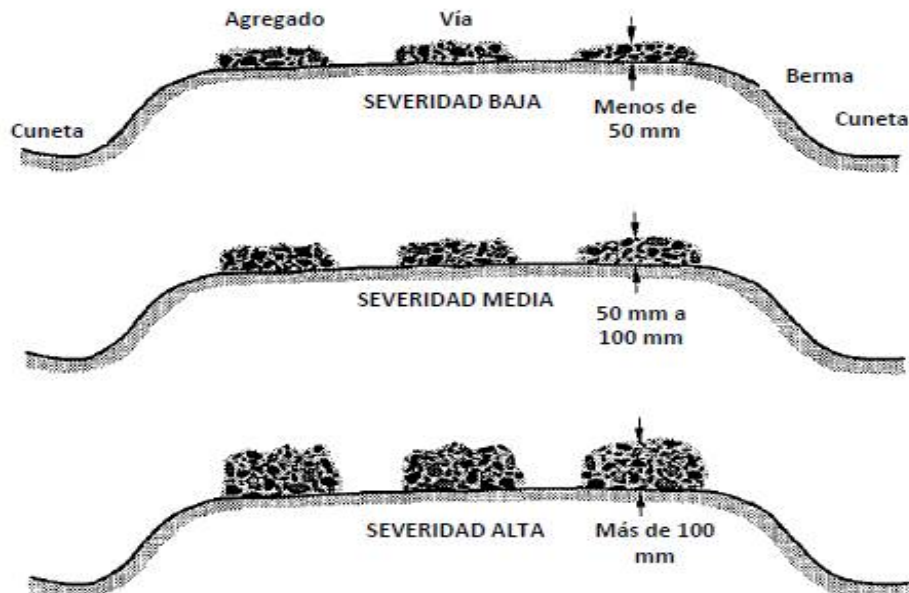 Agregado
Vía
Berma
Cuneta
Cuneta
SEVERIDAD BAJA
Menos de
50 mm
SEVERIDAD MEDIA
50 mm a
100 mm
SEVERIDAD ALTA
Más de 100
mm